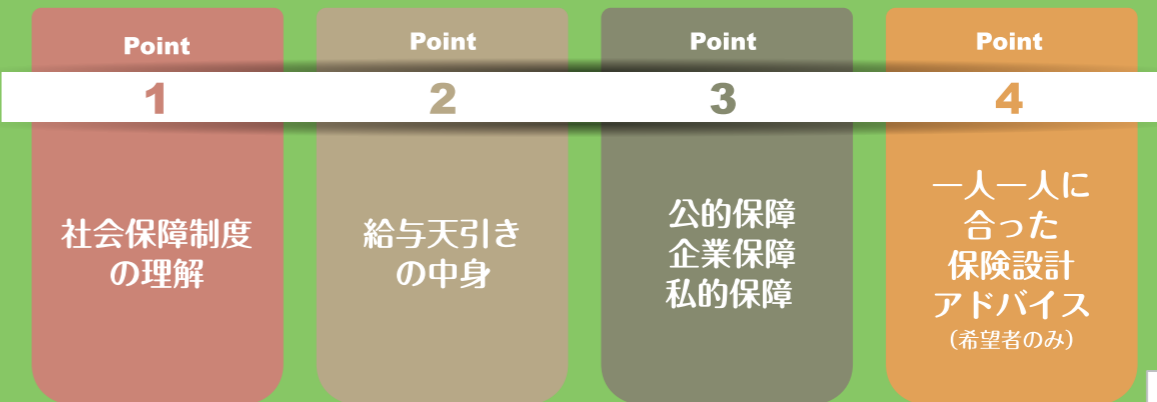 Point
1
社会保障制度
の理解
Point
2
給与天引き
の中身
Point
3
公的保障
企業保障
私的保障
Point
4
一人一人に
合った
保険設計
アドバイス
（希望者のみ）